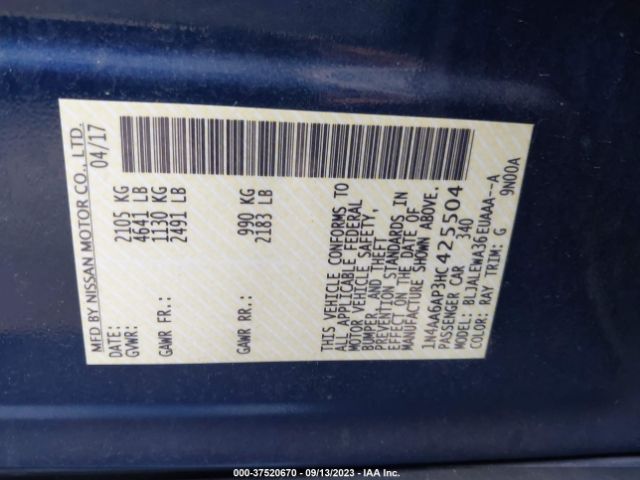 MFD BY NISSAN MOTOR CO., LTD.
DATE: 04/17
GVWR: 2105 KG
4641 LB
GAWR FR.: 1130 KG
2491 LB
GAWR RR.: 990 KG
2183 LB
THIS VEHICLE CONFORMS TO
ALL APPLICABLE FEDERAL
MOTOR VEHICLE SAFETY,
BUMPER, AND THEFT
PREVENTION STANDARDS IN
EFFECT ON THE DATE OF
MANUFACTURE SHOWN ABOVE.
1N4AA6AP3HC425504
PASSENGER CAR 340
MODEL: BLJALEWA36EUAAA--A
COLOR: RAY TRIM: G 9N00A
000-37520670 - 09/13/2023 - IAA Inc.